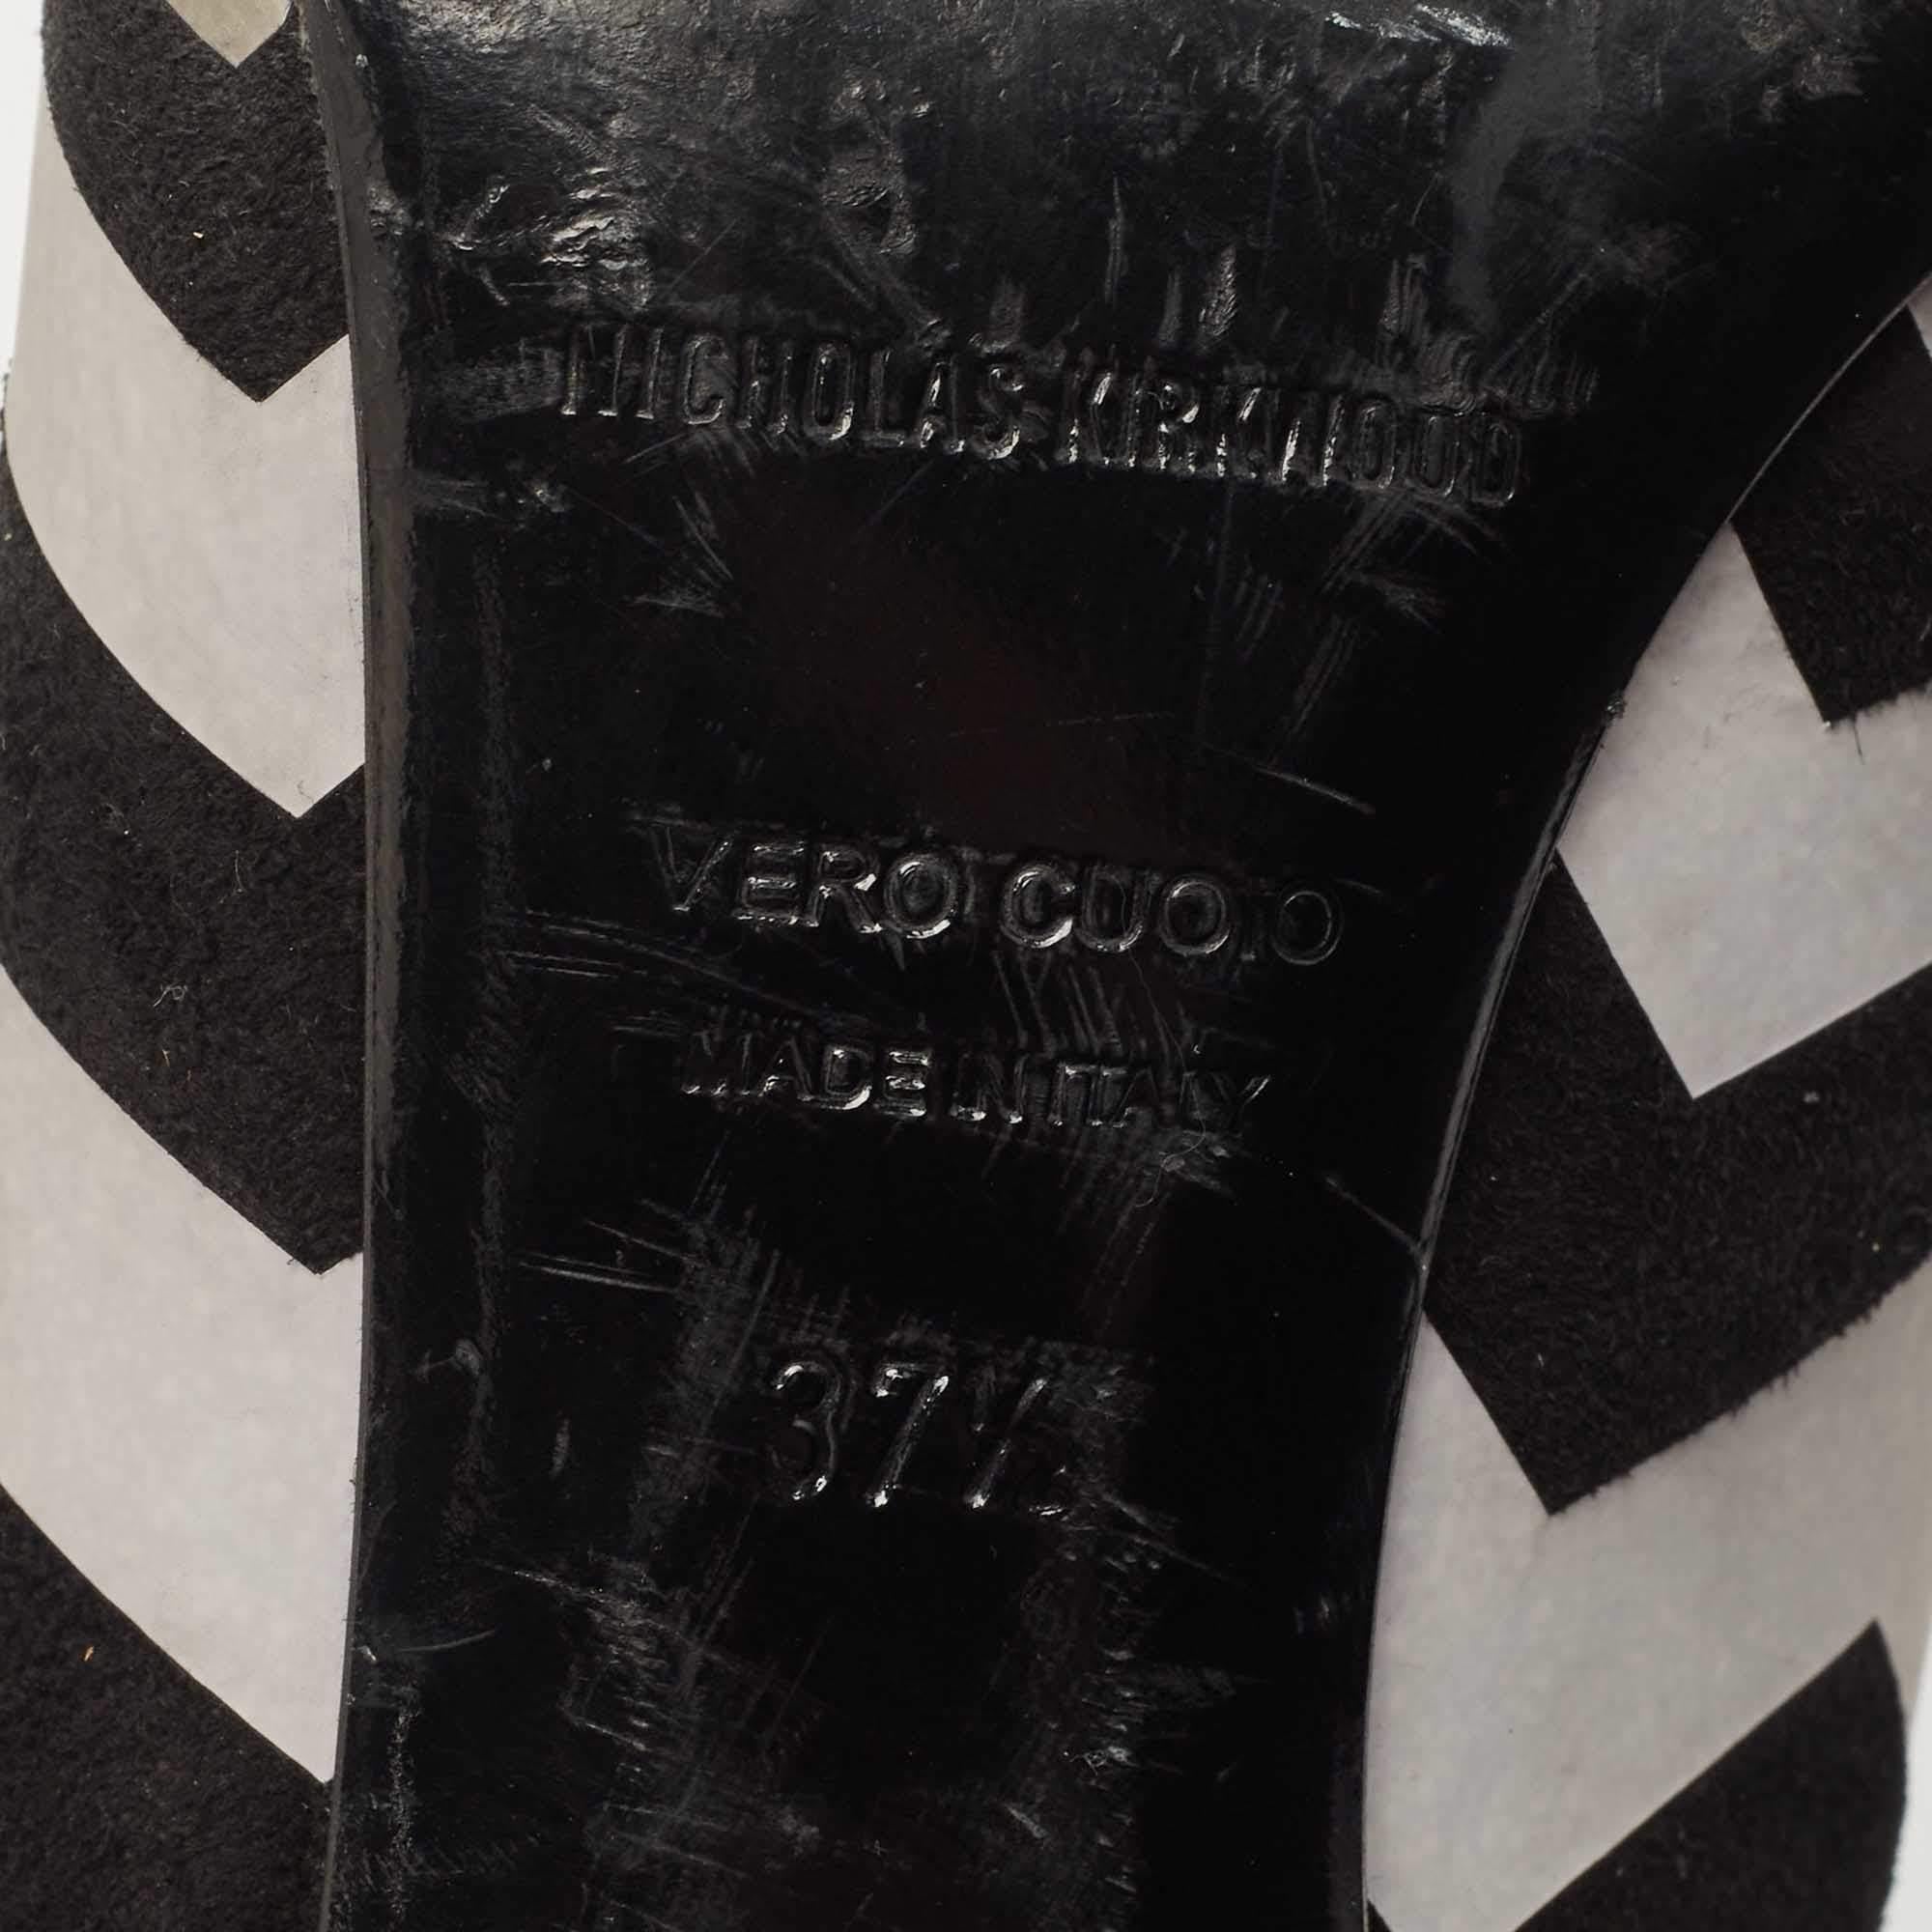 NICHOLAS KIRKWOOD
VERO CUOIO
MADE IN ITALY
37½